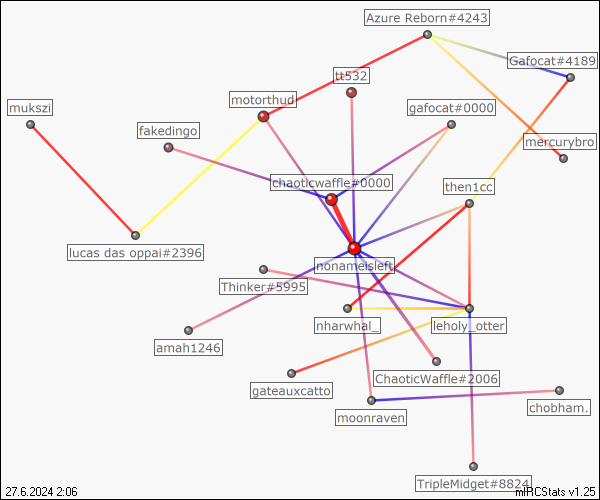 Azure Reborn#4243
Gafocat#4189
tt532
motorthud
gafocat#0000
mukszi
fakedingo
mercurybro
chaoticwaffle#0000
then1cc
lucas das oppai#2396
nonameisleft
Thinker#5995
nharwhal_
leholy_otter
amah1246
ChaoticWaffle#2006
gateauxcatto
chobham.
moonraven
TripleMidget#8824
27.6.2024 2:06
mIRCStats v1.25